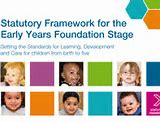 Statutory Framework for the
Early Years Foundation Stage
Setting the Standards for Learning, Development
and Care for children from birth to five